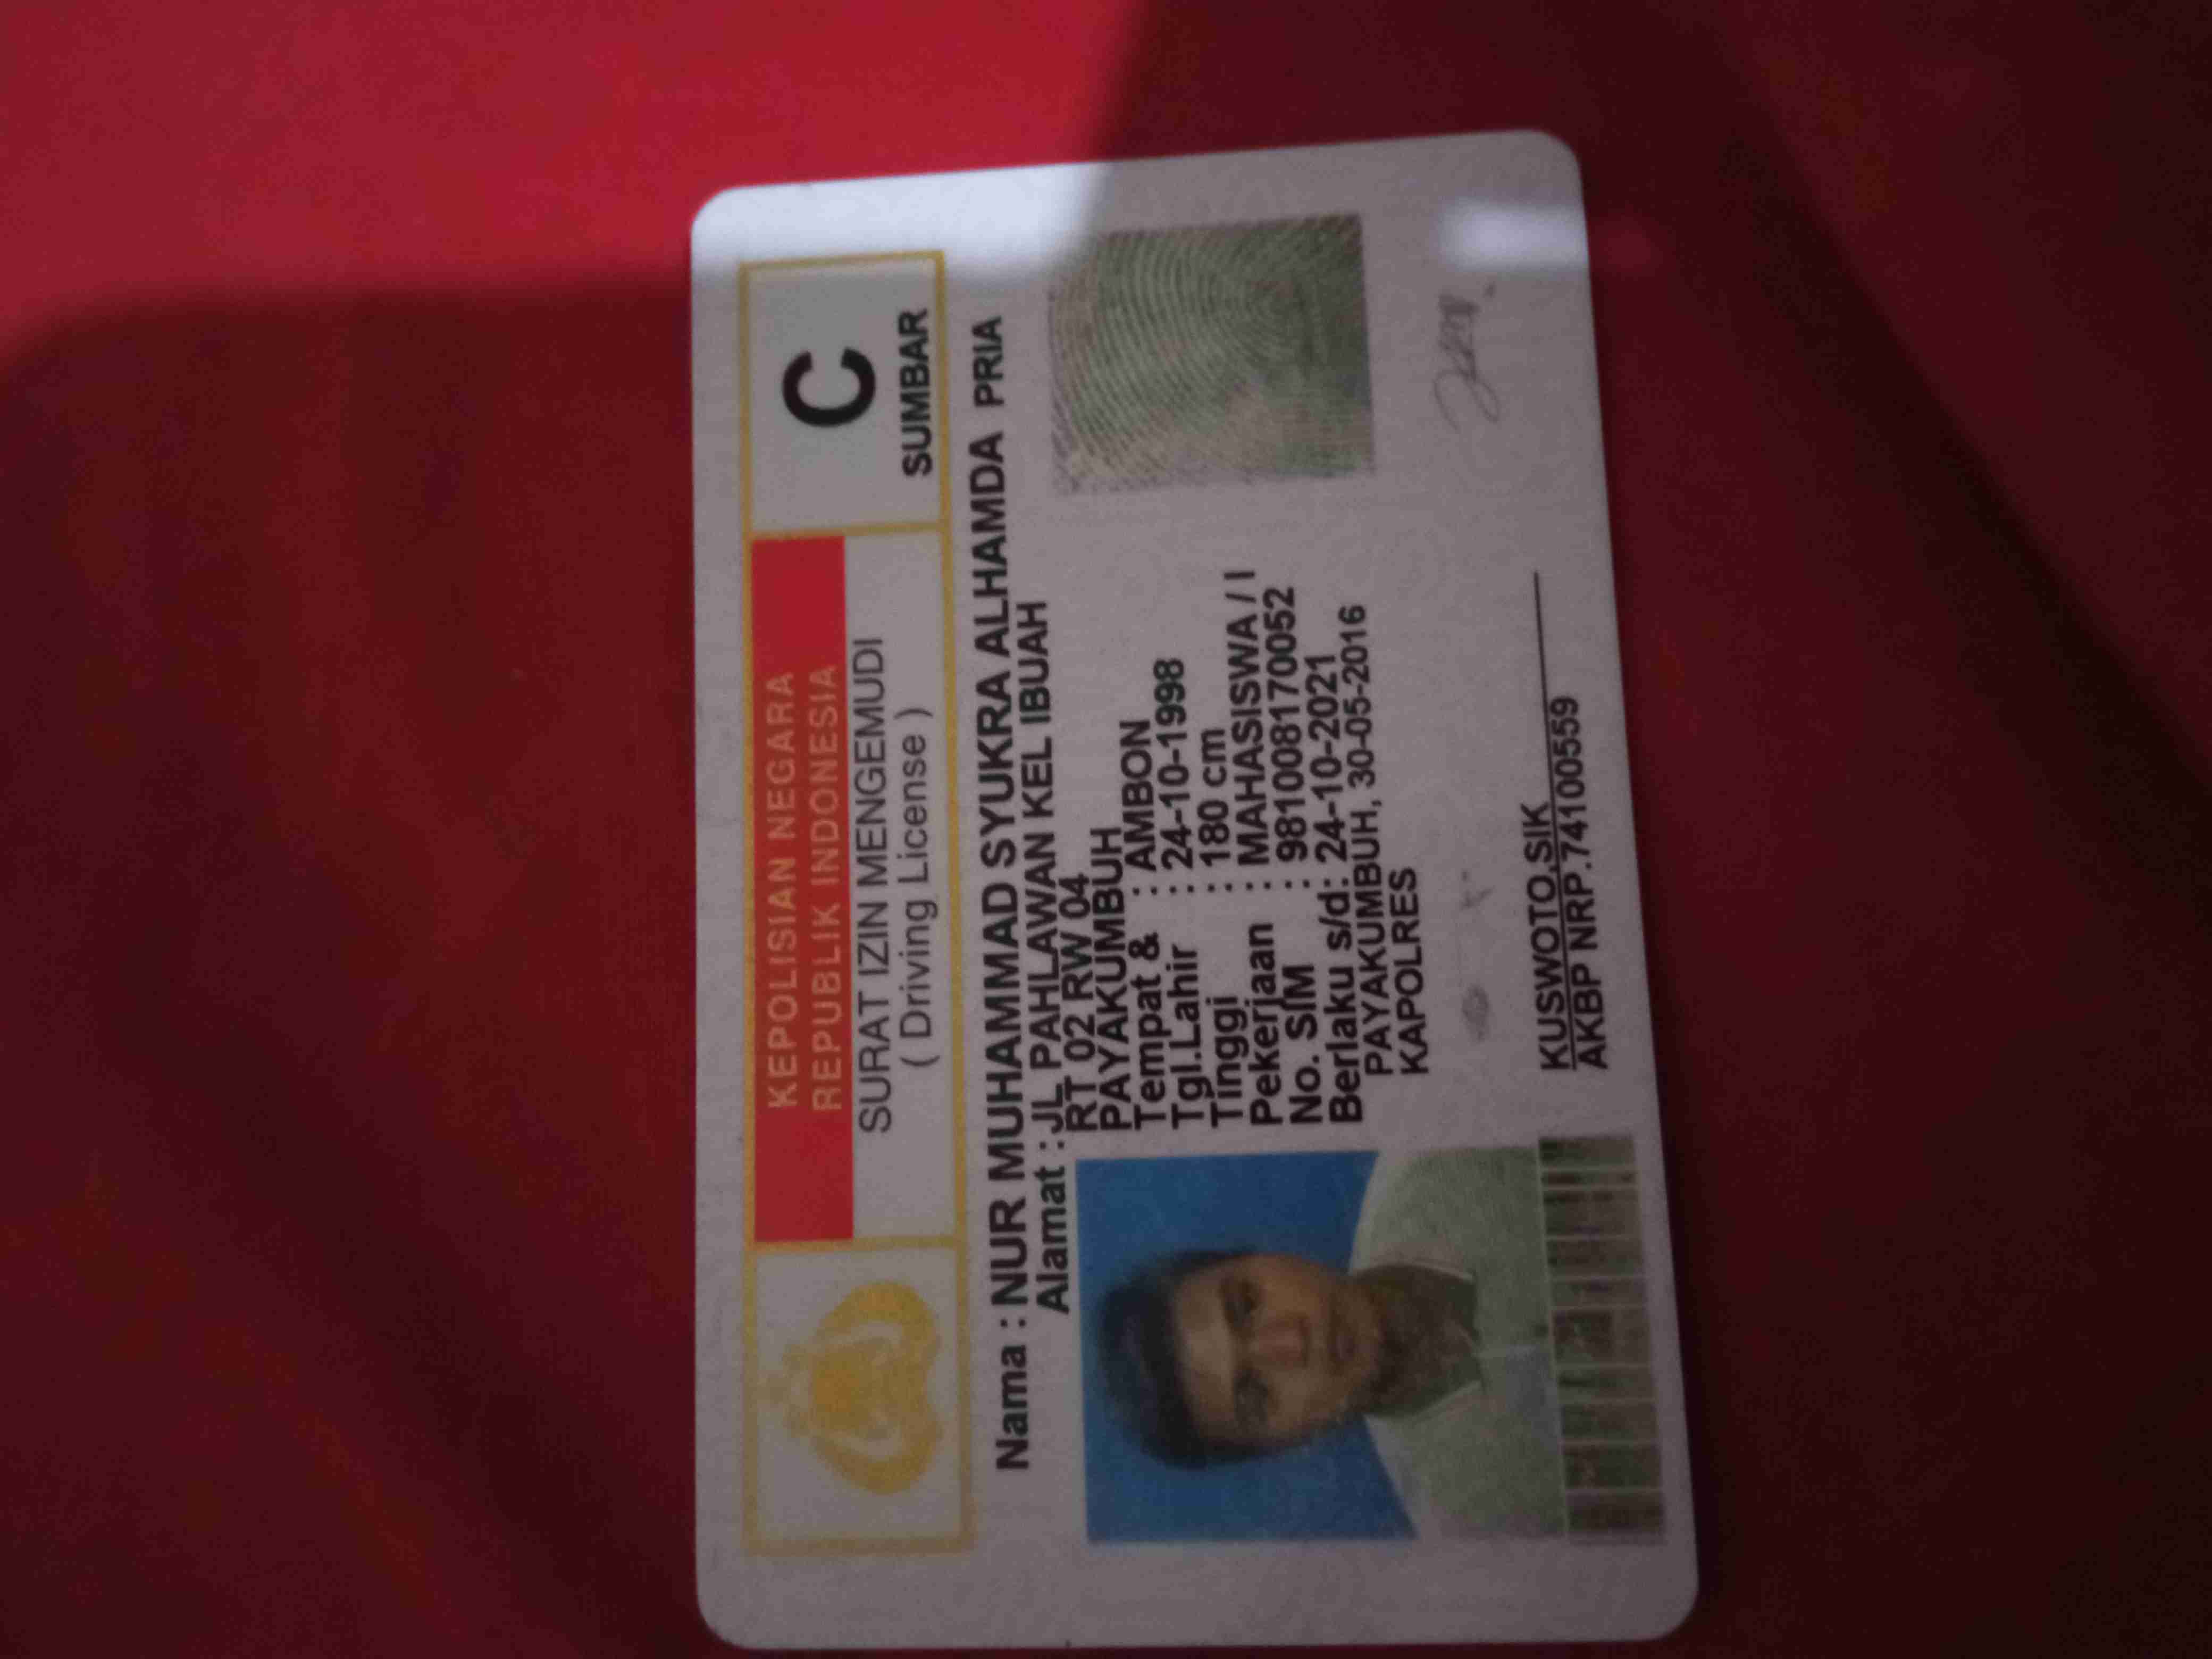 KEPOLISIAN NEGARA
REPUBLIK INDONESIA
SURAT IZIN MENGEMUDI
( Driving License )
C
SUMBAR
Nama : NUR MUHAMMAD SYUKRA ALHAMDA PRIA
Alamat : JL PAHLAWAN KEL IBUAH
RT 02 RW 04
PAYAKUMBUH
Tempat & : AMBON
Tgl.Lahir : 24-10-1998
Tinggi : 180 cm
Pekerjaan : MAHASISWA / I
No. SIM : 981008170052
Berlaku s/d : 24-10-2021
PAYAKUMBUH, 30-05-2016
KAPOLRES
KUSWOTO,SIK
AKBP NRP.74100559